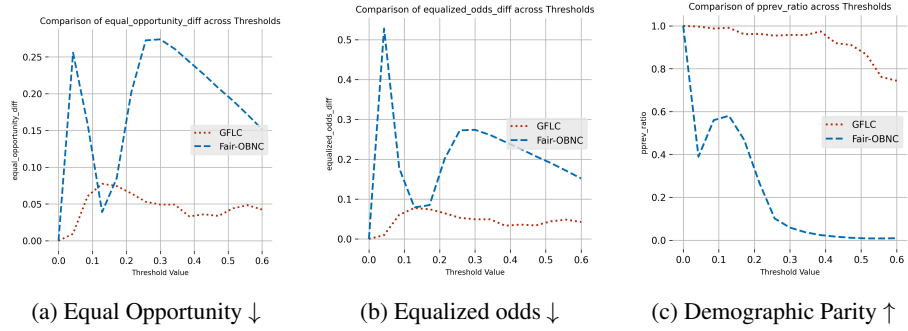 Comparison of equal_opportunity_diff across Thresholds
equal_opportunity_diff
0.25
0.20
0.15
0.10
0.05
0.00
GFLC
Fair-OBNC
0.0 0.1 0.2 0.3 0.4 0.5 0.6
Threshold Value
(a) Equal Opportunity ↓
Comparison of equalized_odds_diff across Thresholds
equalized_odds_diff
0.5
0.4
0.3
0.2
0.1
0.0
GFLC
Fair-OBNC
0.0 0.1 0.2 0.3 0.4 0.5 0.6
Threshold Value
(b) Equalized odds ↓
Comparison of pprev_ratio across Thresholds
pprev_ratio
1.0
0.8
0.6
0.4
0.2
0.0
GFLC
Fair-OBNC
0.0 0.1 0.2 0.3 0.4 0.5 0.6
Threshold Value
(c) Demographic Parity ↑